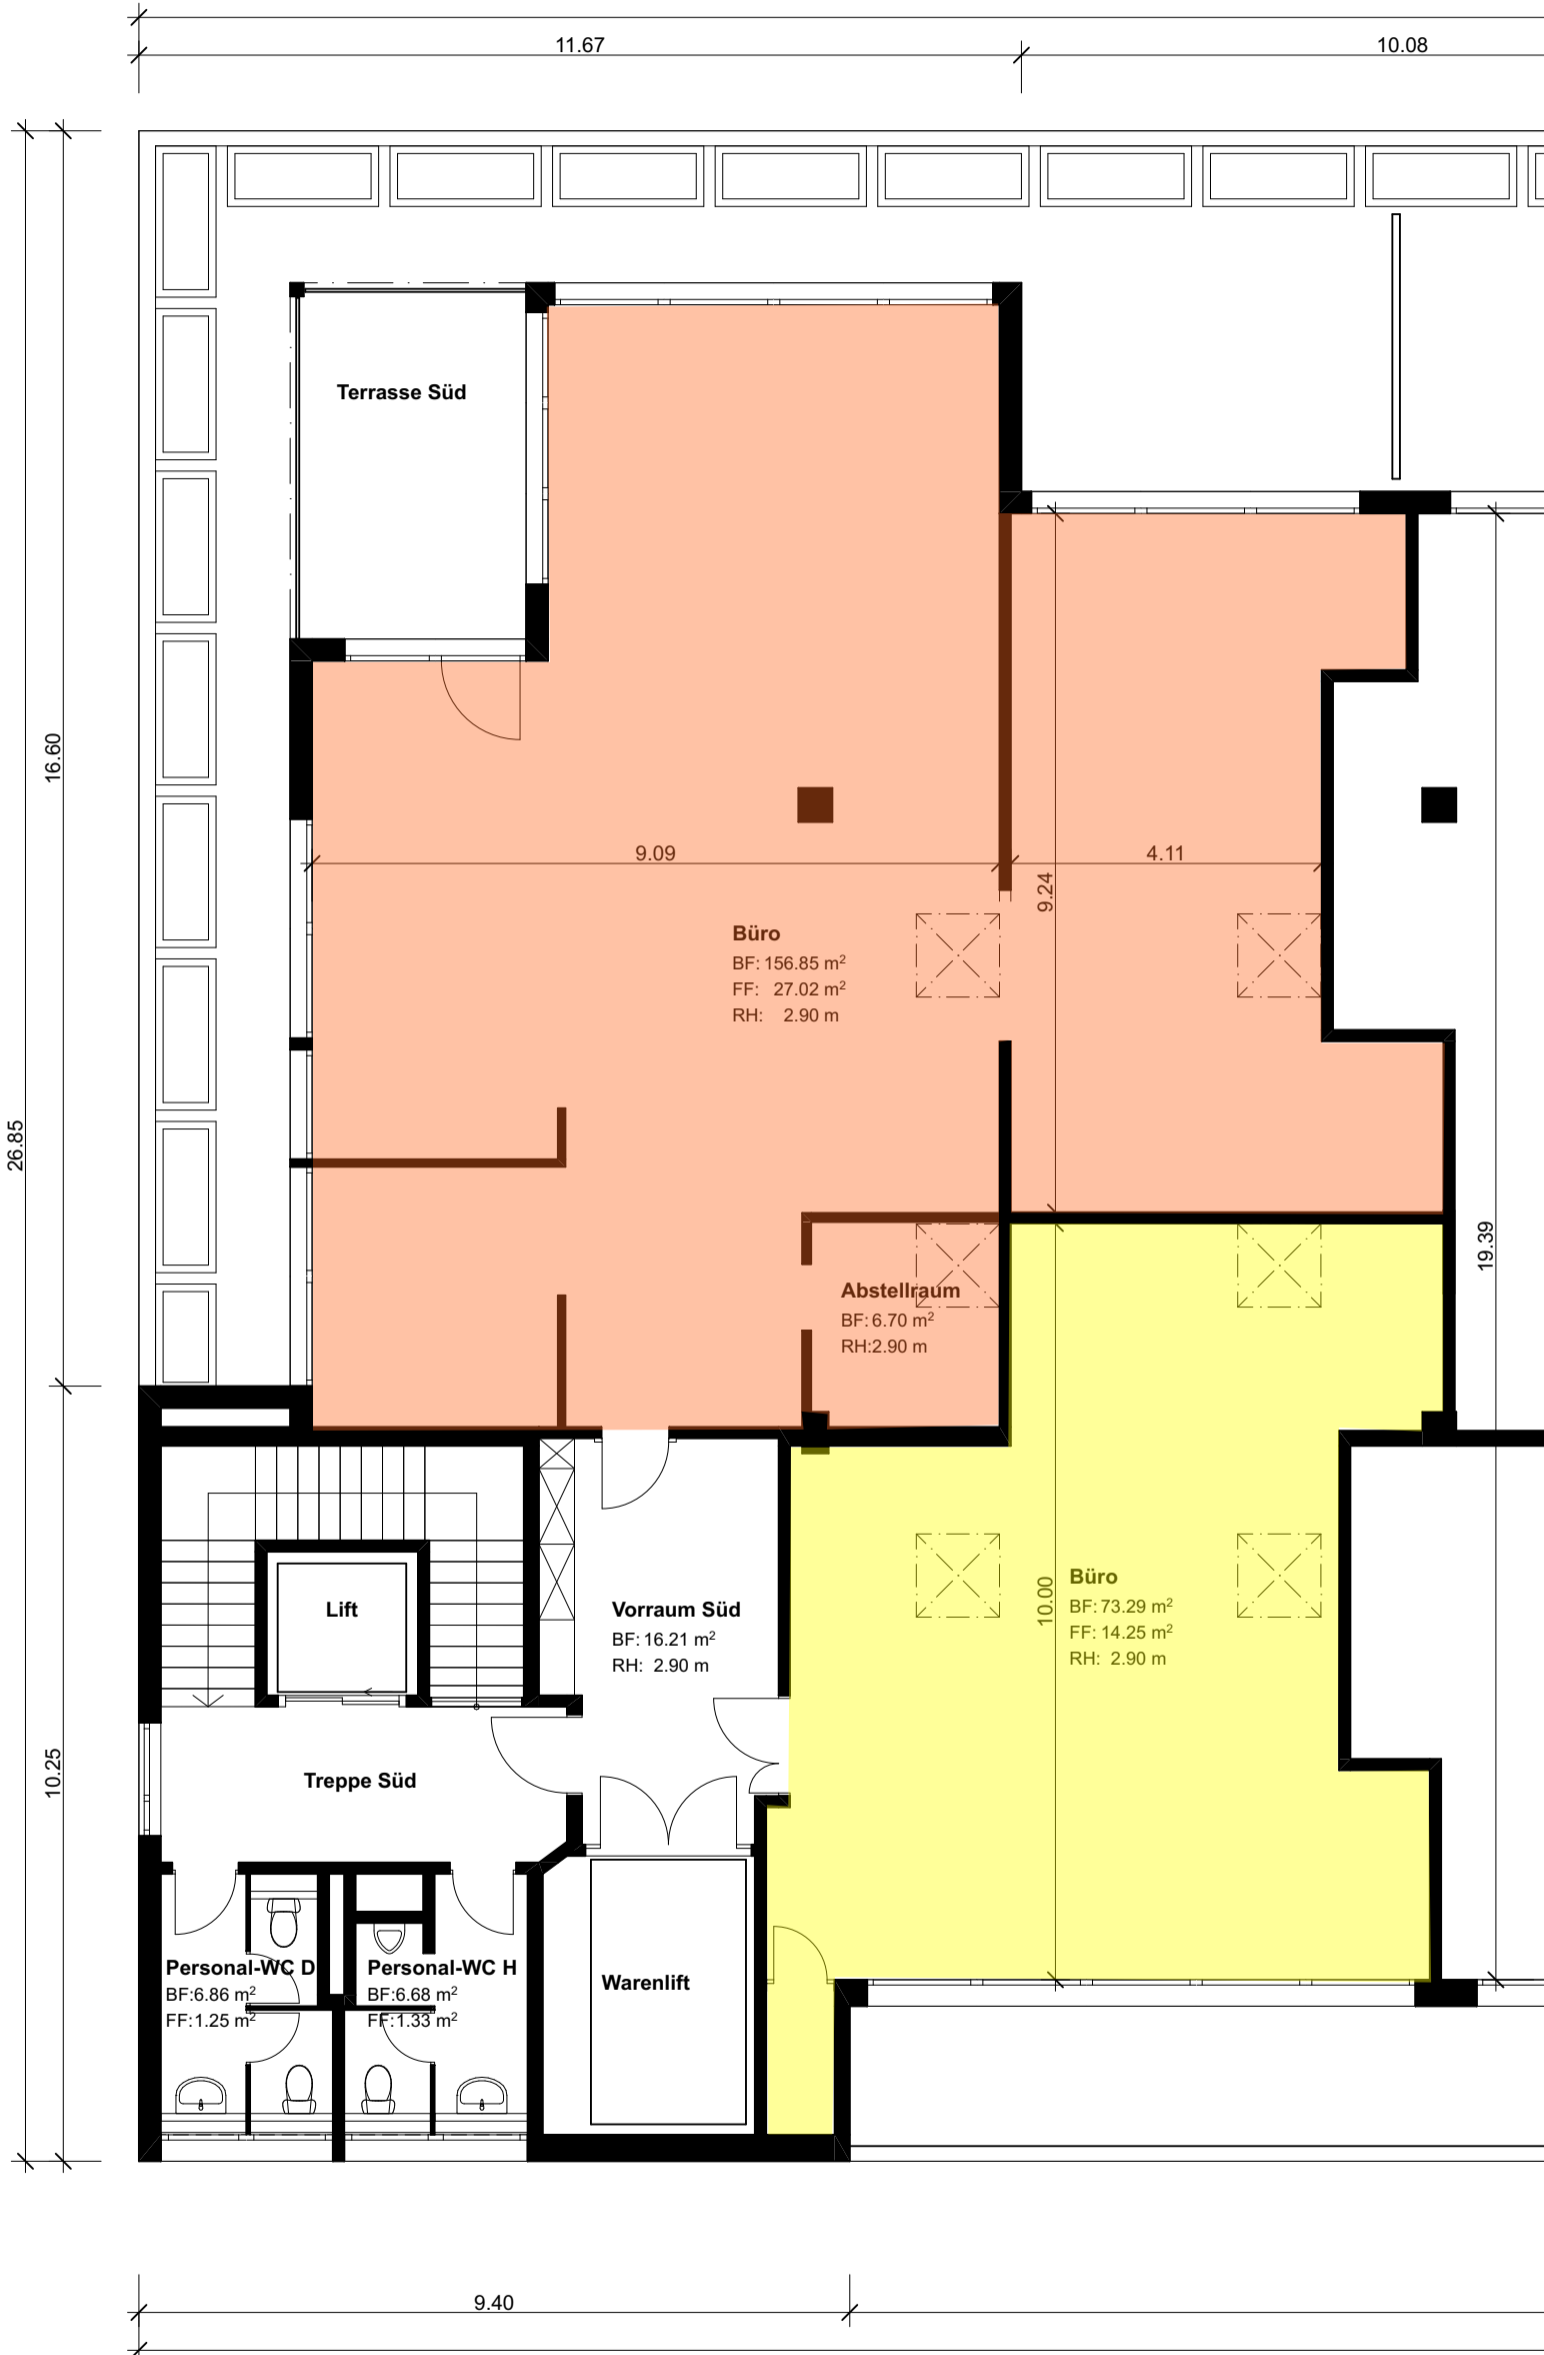 11.67
10.08
Terrasse Süd
16.60
9.09
4.11
9.24
Büro
BF: 156.85 m²
FF: 27.02 m²
RH: 2.90 m
26.85
19.39
Abstellraum
BF: 6.70 m²
RH:2.90 m
10.00
Büro
BF: 73.29 m²
FF: 14.25 m²
RH: 2.90 m
Lift
Vorraum Süd
BF: 16.21 m²
RH: 2.90 m
10.25
Treppe Süd
Personal-WC D
BF:6.86 m²
FF:1.25 m²
Personal-WC H
BF:6.68 m²
FF:1.33 m²
Warenlift
9.40